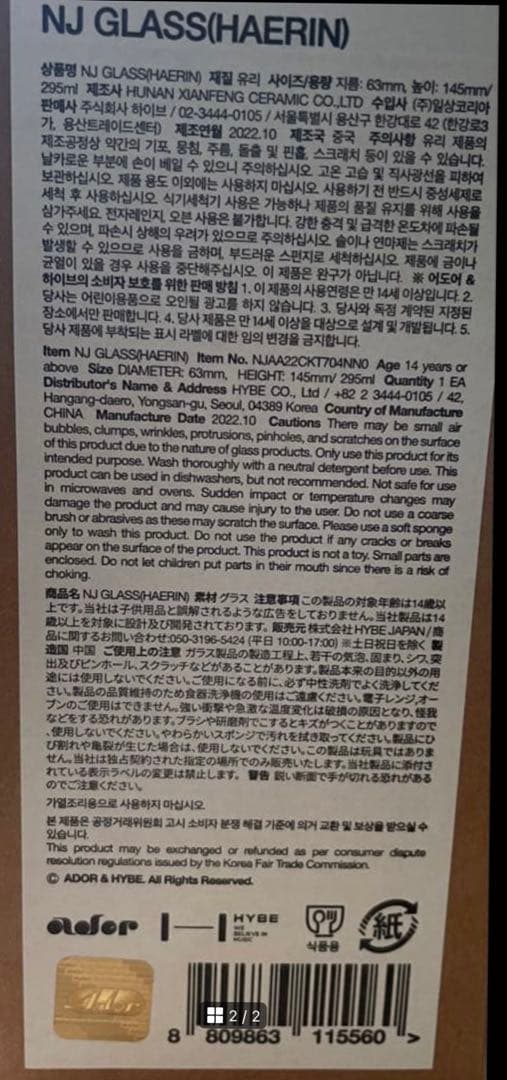 NJ GLASS(HAERIN)
상품명 NJ GLASS(HAERIN) 재질 유리 사이즈/용량 지름: 63mm, 높이: 145mm/
295ml 제조사 HUNAN XIANFENG CERAMIC CO.,LTD 수입사 (주)일상코리아
판매사 주식회사 하이브 / 02-3444-0105 / 서울특별시 용산구 한강대로 42 (한강로3
가, 용산트레이드센터) 제조연월 2022.10 제조국 중국 주의사항 유리 제품의
제조공정상 약간의 기포, 뭉침, 주름, 돌출 및 핀홀, 스크래치 등이 있을 수 있습니다.
날카로운 부분에 손이 베일 수 있으니 주의하십시오. 고온 고습 및 직사광선을 피하여
보관하십시오. 제품 용도 이외에는 사용하지 마십시오. 사용하기 전 반드시 중성세제로
세척 후 사용하십시오. 식기세척기 사용은 가능하나 제품의 품질 유지를 위해 사용을
삼가주세요. 전자레인지, 오븐 사용은 불가합니다. 강한 충격 및 급격한 온도차에 파손될
수 있으며, 파손시 상해의 우려가 있으므로 주의하십시오. 솔이나 연마제는 스크래치가
발생할 수 있으므로 사용을 금하며, 부드러운 스펀지로 세척하십시오. 제품에 금이나
균열이 있을 경우 사용을 중단해주십시오. 이 제품은 완구가 아닙니다. ※ 어도어 &
하이브의 소비자 보호를 위한 판매 방침 1. 이 제품의 사용연령은 만 14세 이상입니다. 2.
당사는 어린이용품으로 오인될 광고를 하지 않습니다. 3. 당사와 독점 계약된 지정된
장소에서만 판매합니다. 4. 당사 제품은 만 14세 이상을 대상으로 설계 및 개발됩니다. 5.
당사 제품에 부착되는 표시 라벨에 대한 임의 변경을 금지합니다.
Item NJ GLASS(HAERIN) Item No. NJAA22CKT704NN0 Age 14 years or
above Size DIAMETER: 63mm, HEIGHT: 145mm/ 295ml Quantity 1 EA
Distributor's Name & Address HYBE CO., Ltd / +82 2 3444-0105 / 42,
Hangang-daero, Yongsan-gu, Seoul, 04389 Korea Country of Manufacture
CHINA Manufacture Date 2022.10 Cautions There may be small air
bubbles, clumps, wrinkles, protrusions, pinholes, and scratches on the surface
of this product due to the nature of glass products. Only use this product for its
intended purpose. Wash thoroughly with a neutral detergent before use. This
product can be used in dishwashers, but not recommended. Not safe for use
in microwaves and ovens. Sudden impact or temperature changes may
damage the product and may cause injury to the user. Do not use a coarse
brush or abrasives as these may scratch the surface. Please use a soft sponge
only to wash this product. Do not use the product if any cracks or breaks
appear on the surface of the product. This product is not a toy. Small parts are
enclosed. Do not let children put parts in their mouth since there is a risk of
choking.
商品名 NJ GLASS(HAERIN) 素材 グラス 注意事項 この製品の対象年齢は14歳以
上です。当社は子供用品と誤解されるような広告をしておりません。当社製品は14
歳以上を対象に設計及び開発されております。販売元 株式会社 HYBE JAPAN / 商
品に関するお問い合わせ:050-3196-5424 (平日 10:00-17:00) ※土日祝日を除く 製
造国 中国 ご使用上の注意 ガラス製品の製造工程上、若干の気泡、固まり、シワ、突
出及びピンホール、スクラッチなどがあることがあります。製品本来の目的以外の用
途には使用しないでください。ご使用になる前に、必ず中性洗剤でよく洗浄してくだ
さい。製品の品質維持のため食器洗浄機の使用はご遠慮ください。電子レンジ、オー
ブンのご使用はできません。強い衝撃や急激な温度変化は破損の原因となり、怪我
などをする恐れがあります。ブラシや研磨剤でこするとキズがつくことがありますので
、使用しないでください。やわらかいスポンジで汚れを拭き取ってください。製品にひ
び割れや亀裂が生じた場合は、使用しないでください。この製品は玩具ではありま
せん。当社は独占契約された指定の場所でのみ販売いたします。当社製品に添付さ
れている表示ラベルの変更は禁止します。警告 鋭い断面で手が切れる恐れがある
のでご注意ください。
가열조리용으로 사용하지 마십시오.
본 제품은 공정거래위원회 고시 소비자 분쟁 해결 기준에 의거 교환 및 보상을 받으실 수
있습니다.
This product may be exchanged or refunded as per consumer dispute
resolution regulations issued by the Korea Fair Trade Commission.
© ADOR & HYBE. All Rights Reserved.
ador
HYBE
WE
BELIEVE IN
MUSIC
식품용
紙
Ador
2 / 2
8 809863 115560 >